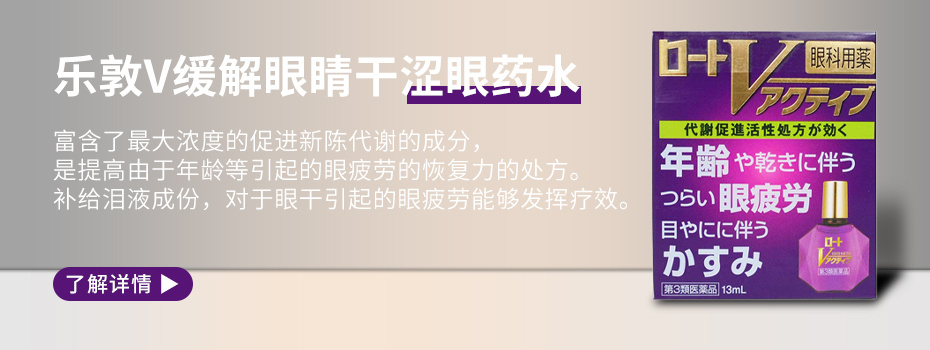 乐敦V缓解眼睛干涩眼药水
富含了最大浓度的促进新陈代谢的成分，
是提高由于年龄等引起的眼疲劳的恢复力的处方。
补给泪液成份，对于眼干引起的眼疲劳能够发挥疗效。
了解详情 ▶
ロート
V
アクティブ
眼科用薬
代謝促進活性処方が効く
年齢や乾きに伴う
つらい眼疲労
目やにに伴う
かすみ
第3類医薬品 13mL
ロート
V
アクティブ
第3類医薬品